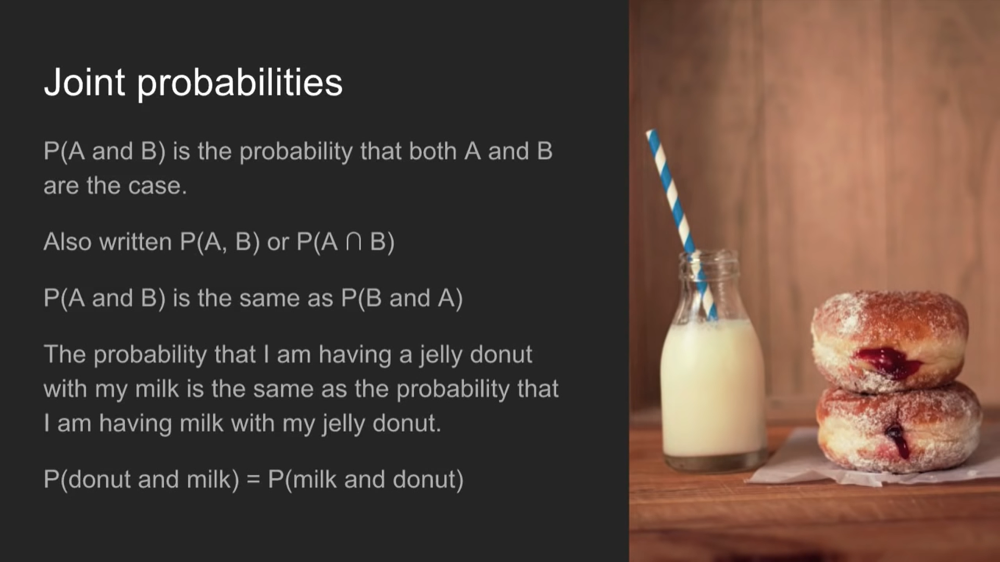 Joint probabilities
P(A and B) is the probability that both A and B
are the case.
Also written P(A, B) or P(A ∩ B)
P(A and B) is the same as P(B and A)
The probability that I am having a jelly donut
with my milk is the same as the probability that
I am having milk with my jelly donut.
P(donut and milk) = P(milk and donut)